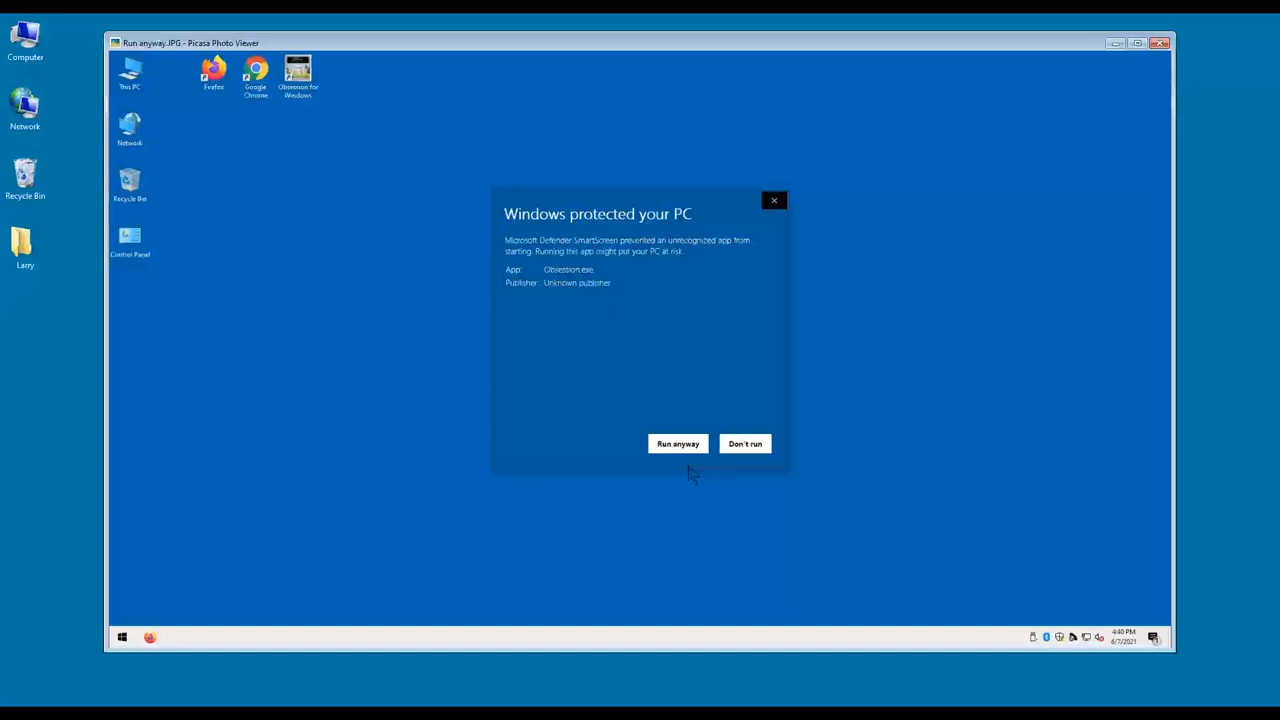 Run anyway.JPG - Picasa Photo Viewer
Computer
Network
Recycle Bin
Larry
This PC
Firefox
Google
Chrome
Obsession for
Windows
Network
Recycle Bin
Control Panel
Windows protected your PC
Microsoft Defender SmartScreen prevented an unrecognized app from
starting. Running this app might put your PC at risk.
App: Obsession.exe.
Publisher: Unknown publisher
Run anyway
Don't run
4:40 PM
6/7/2021